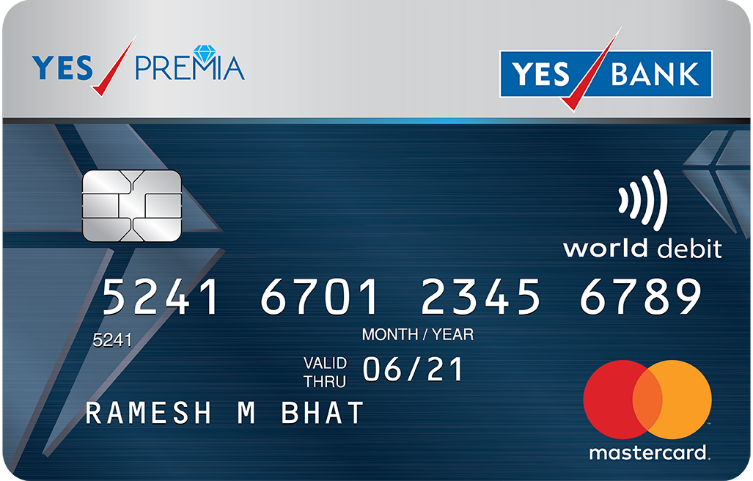 YES PREMIA
YES BANK
world debit
5241 6701 2345 6789
5241
MONTH / YEAR
VALID THRU 06/21
RAMESH M BHAT
mastercard.